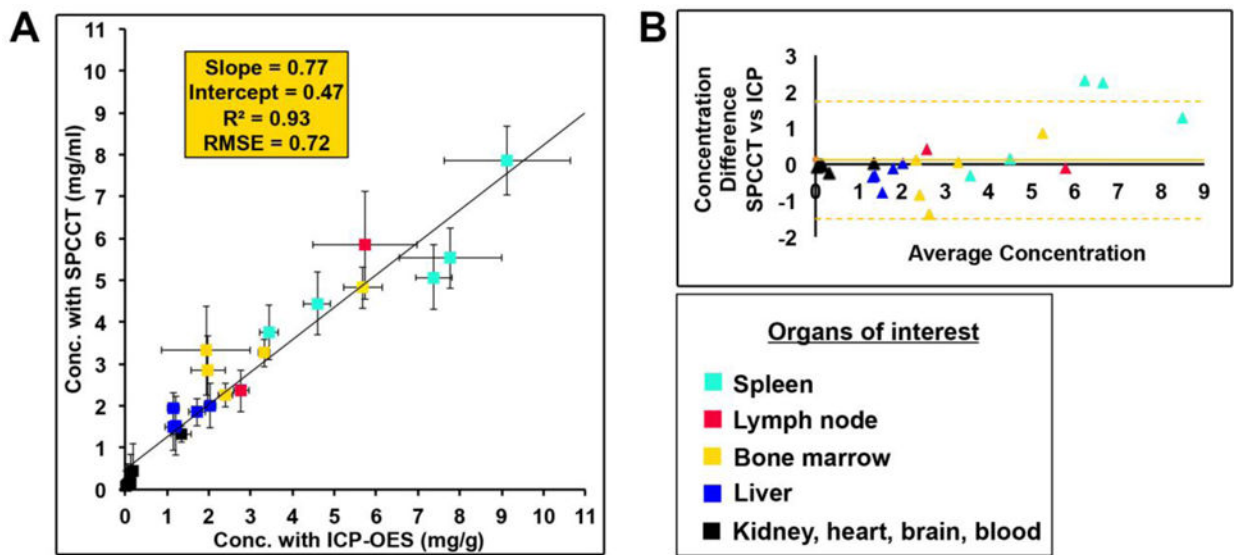 A
Conc. with SPCCT (mg/ml)
11
10
9
8
7
6
5
4
3
2
1
0
Slope = 0.77
Intercept = 0.47
R² = 0.93
RMSE = 0.72
0 1 2 3 4 5 6 7 8 9 10 11
Conc. with ICP-OES (mg/g)
B
Concentration
Difference
SPCCT vs ICP
3
2
1
0
-1
-2
0 1 2 3 4 5 6 7 8 9
Average Concentration
Organs of interest
Spleen
Lymph node
Bone marrow
Liver
Kidney, heart, brain, blood